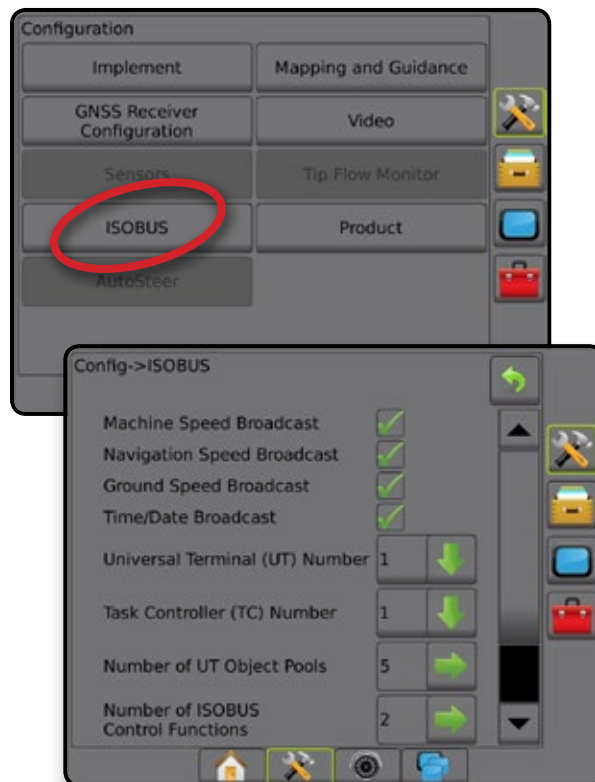 Configuration
Implement
Mapping and Guidance
GNSS Receiver
Configuration
Video
Sensors
Tip Flow Monitor
ISOBUS
Product
AutoSteer
Config->ISOBUS
Machine Speed Broadcast
Navigation Speed Broadcast
Ground Speed Broadcast
Time/Date Broadcast
Universal Terminal (UT) Number 1
Task Controller (TC) Number 1
Number of UT Object Pools 5
Number of ISOBUS
Control Functions 2